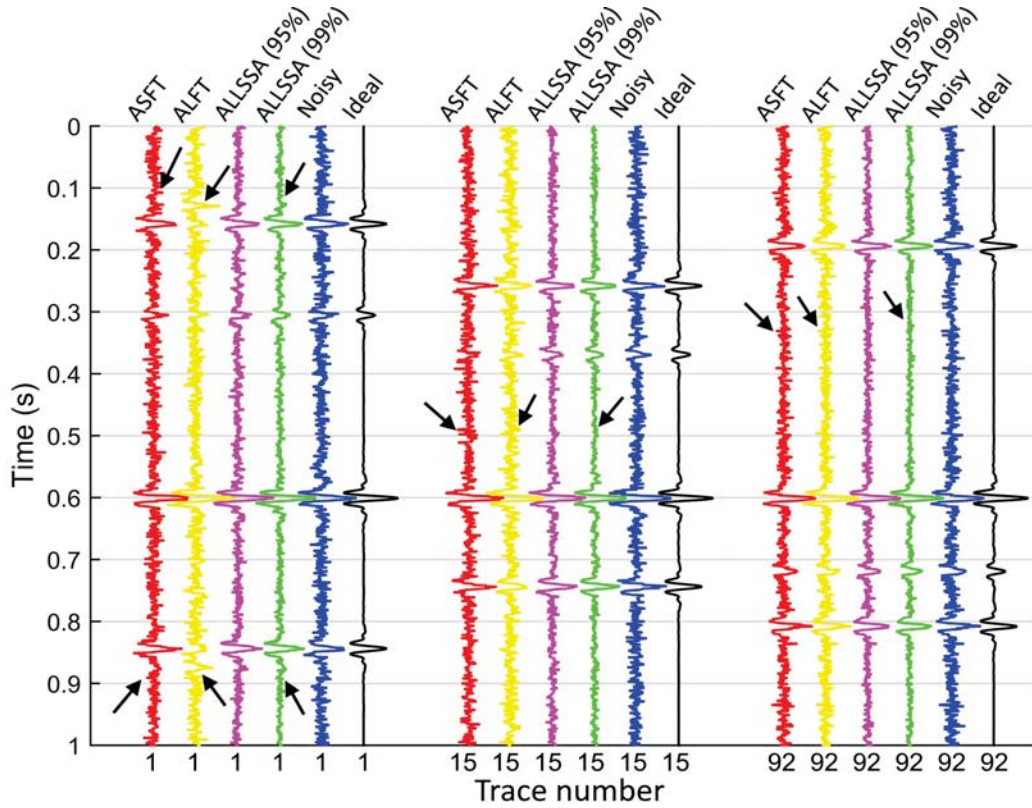 ASFT ALFT ALLSSA (95%) ALLSSA (99%) Noisy Ideal ASFT ALFT ALLSSA (95%) ALLSSA (99%) Noisy Ideal ASFT ALFT ALLSSA (95%) ALLSSA (99%) Noisy Ideal
Time (s)
0
0.1
0.2
0.3
0.4
0.5
0.6
0.7
0.8
0.9
1
1 1 1 1 1 1 15 15 15 15 15 15 92 92 92 92 92 92
Trace number